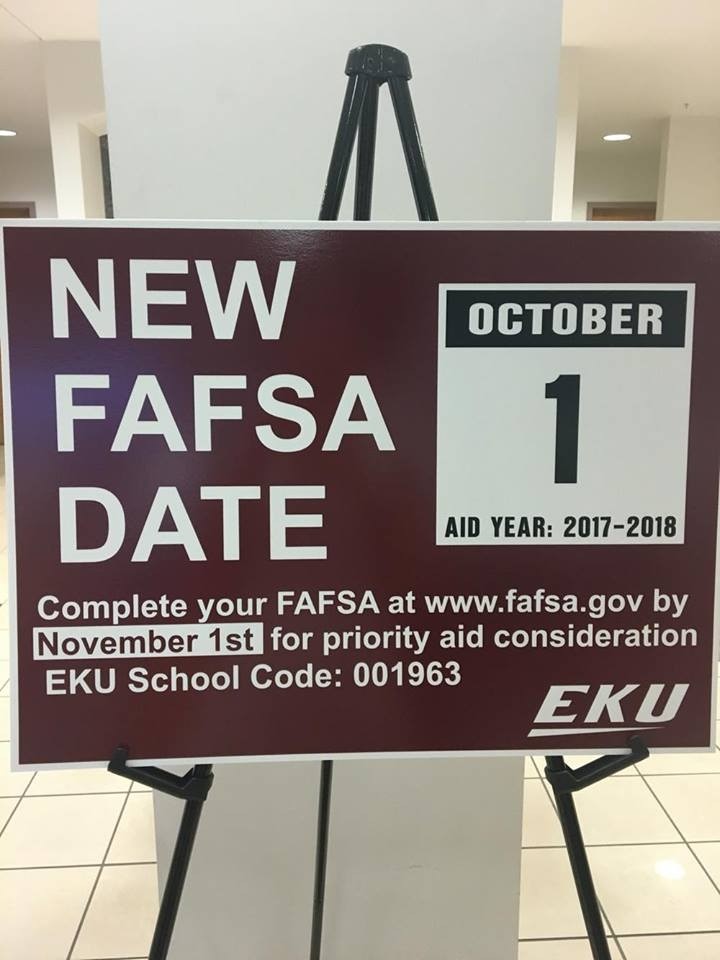 NEW
FAFSA
DATE
OCTOBER
1
AID YEAR: 2017-2018
Complete your FAFSA at www.fafsa.gov by
November 1st for priority aid consideration
EKU School Code: 001963
EKU